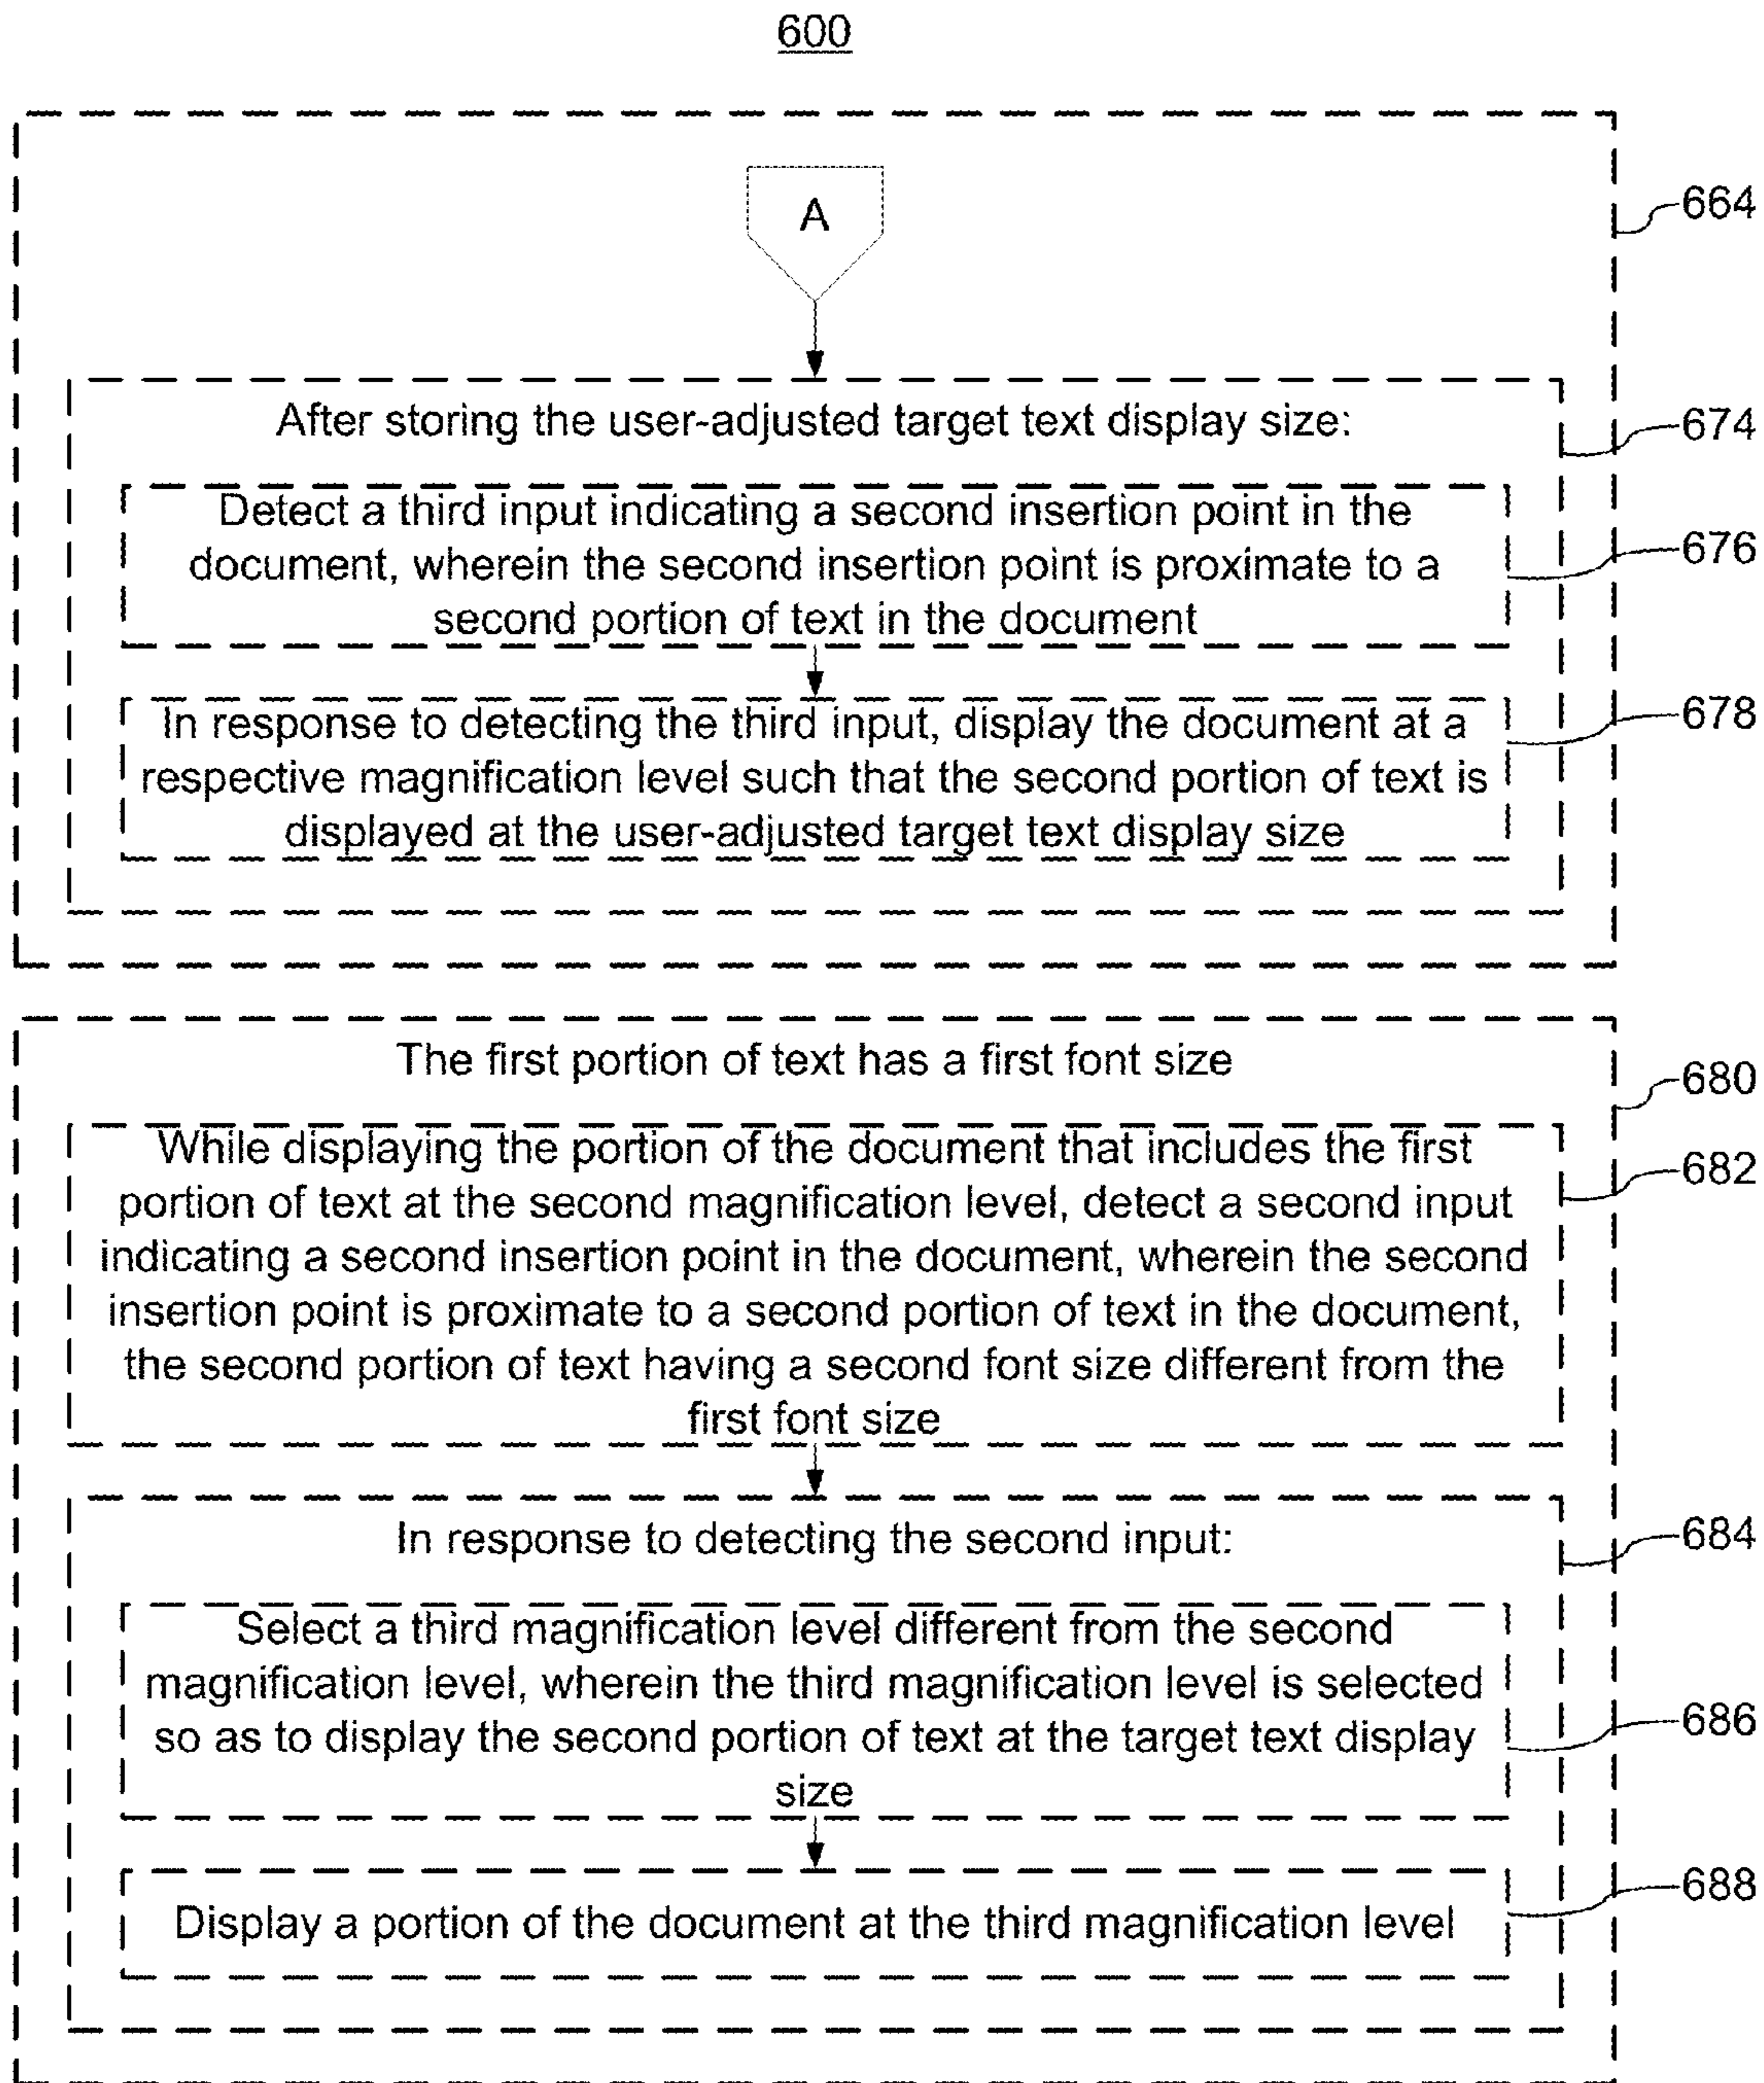 600
A
664
After storing the user-adjusted target text display size:
674
Detect a third input indicating a second insertion point in the
document, wherein the second insertion point is proximate to a
second portion of text in the document
676
In response to detecting the third input, display the document at a
respective magnification level such that the second portion of text is
displayed at the user-adjusted target text display size
678
The first portion of text has a first font size
680
While displaying the portion of the document that includes the first
portion of text at the second magnification level, detect a second input
indicating a second insertion point in the document, wherein the second
insertion point is proximate to a second portion of text in the document,
the second portion of text having a second font size different from the
first font size
682
In response to detecting the second input:
684
Select a third magnification level different from the second
magnification level, wherein the third magnification level is selected
so as to display the second portion of text at the target text display
size
686
Display a portion of the document at the third magnification level
688